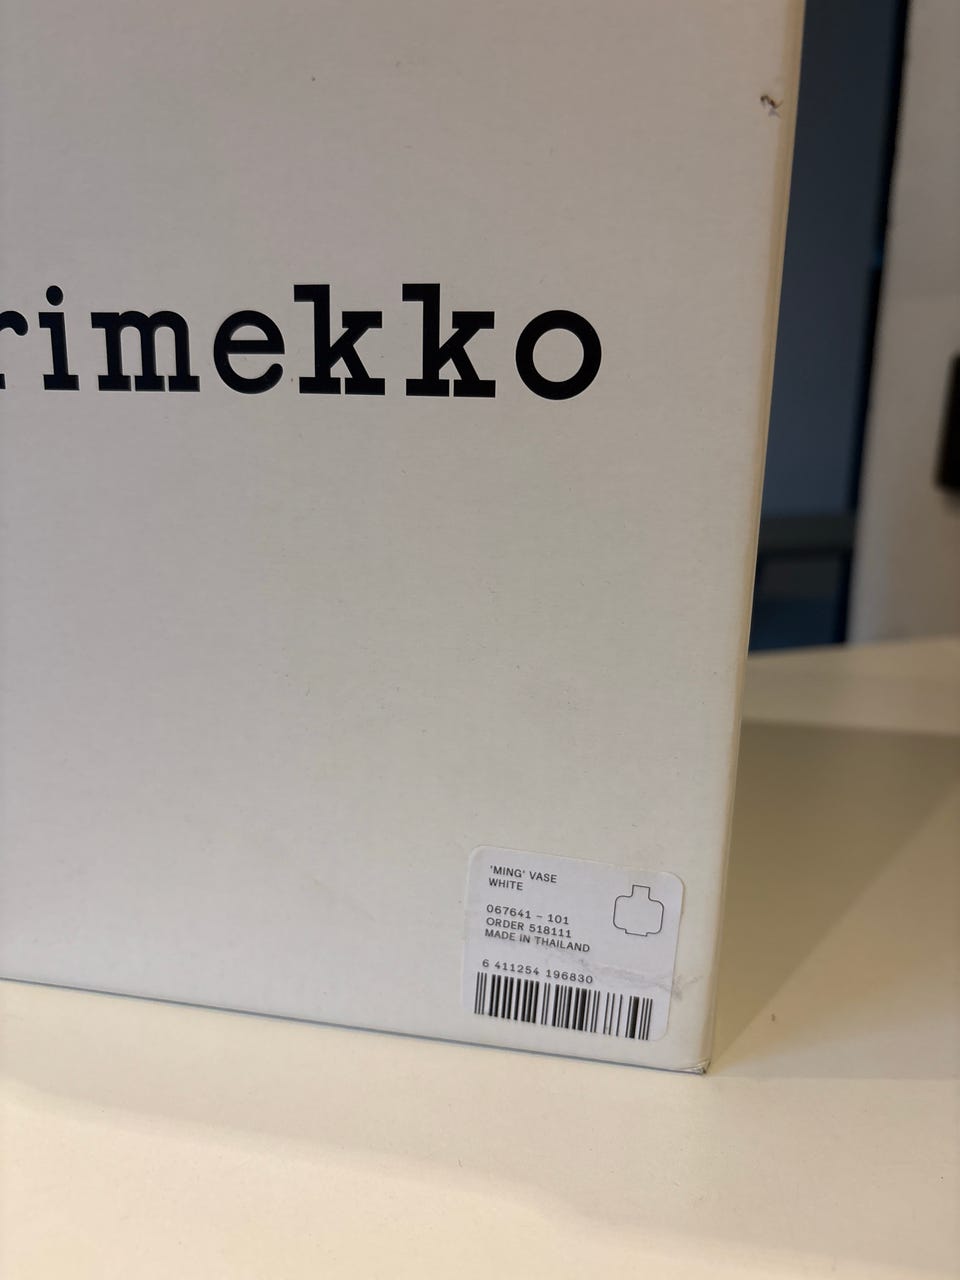 rimekko
'MING' VASE
WHITE
067641 – 101
ORDER 518111
MADE IN THAILAND
6 411254 196830